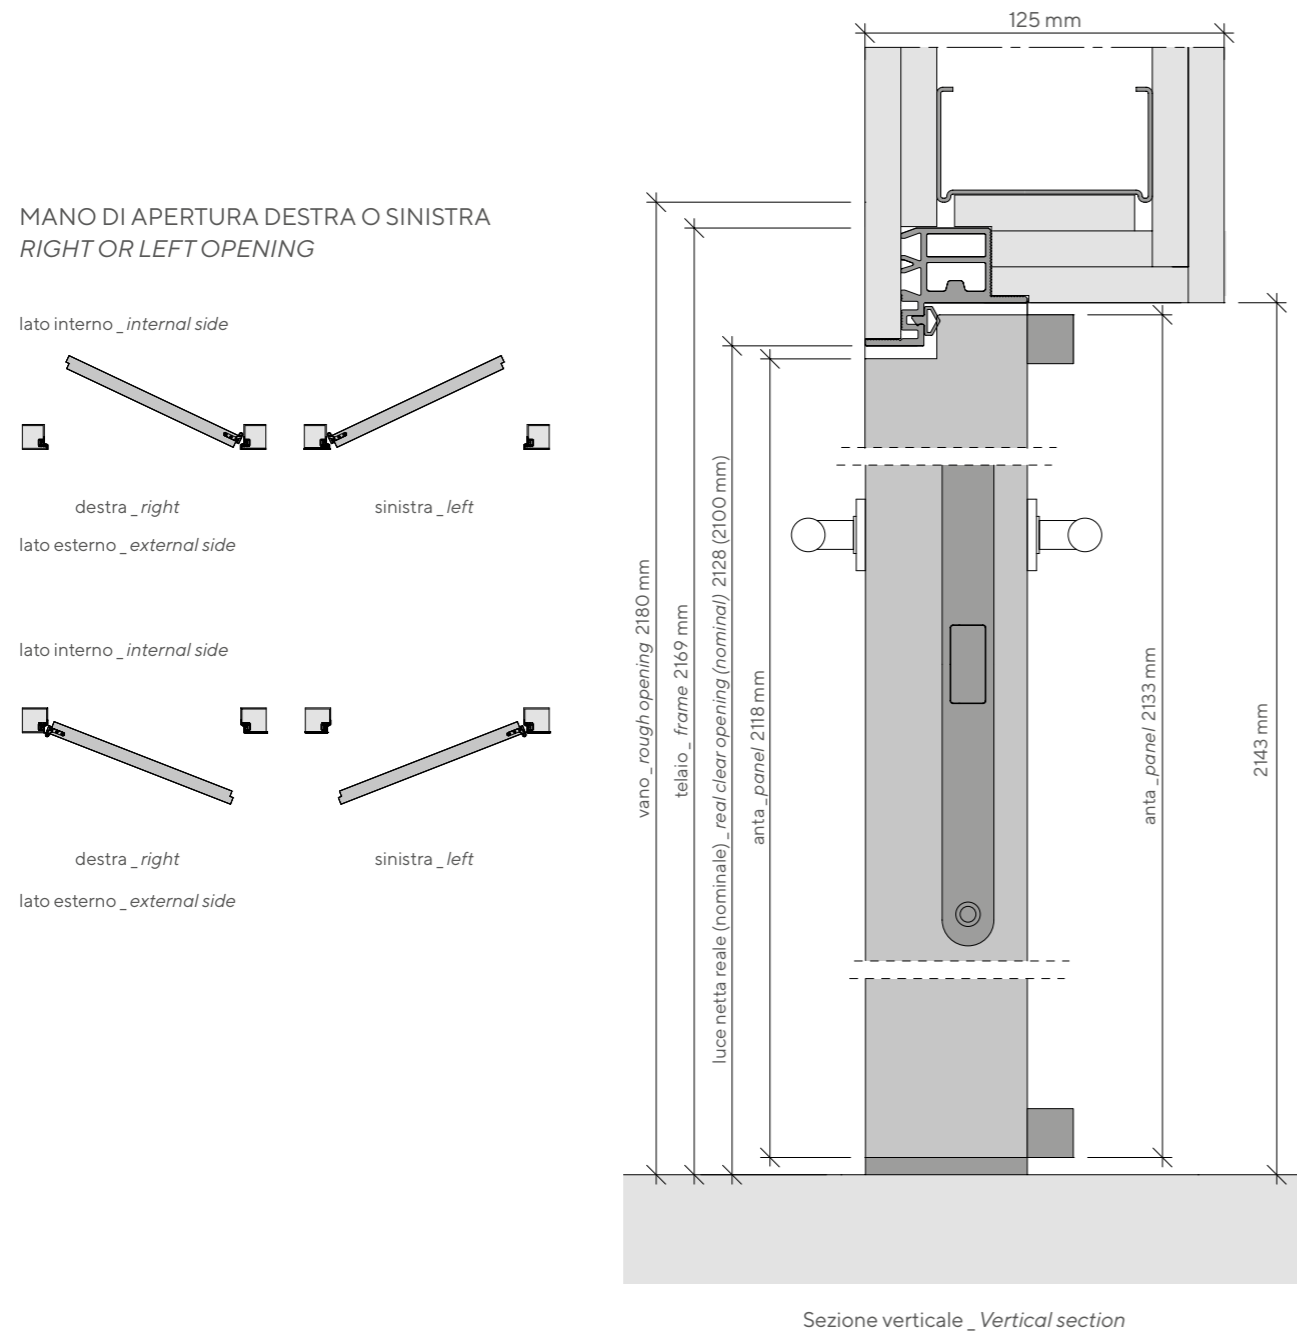 125 mm
MANO DI APERTURA DESTRA O SINISTRA
RIGHT OR LEFT OPENING
lato interno _ internal side
destra _ right
sinistra _ left
lato esterno _ external side
lato interno _ internal side
destra _ right
sinistra _ left
lato esterno _ external side
vano _ rough opening 2180 mm
telaio _ frame 2169 mm
luce netta reale (nominale) _ real clear opening (nominal) 2128 (2100 mm)
anta _ panel 2118 mm
anta _ panel 2133 mm
2143 mm
Sezione verticale _ Vertical section